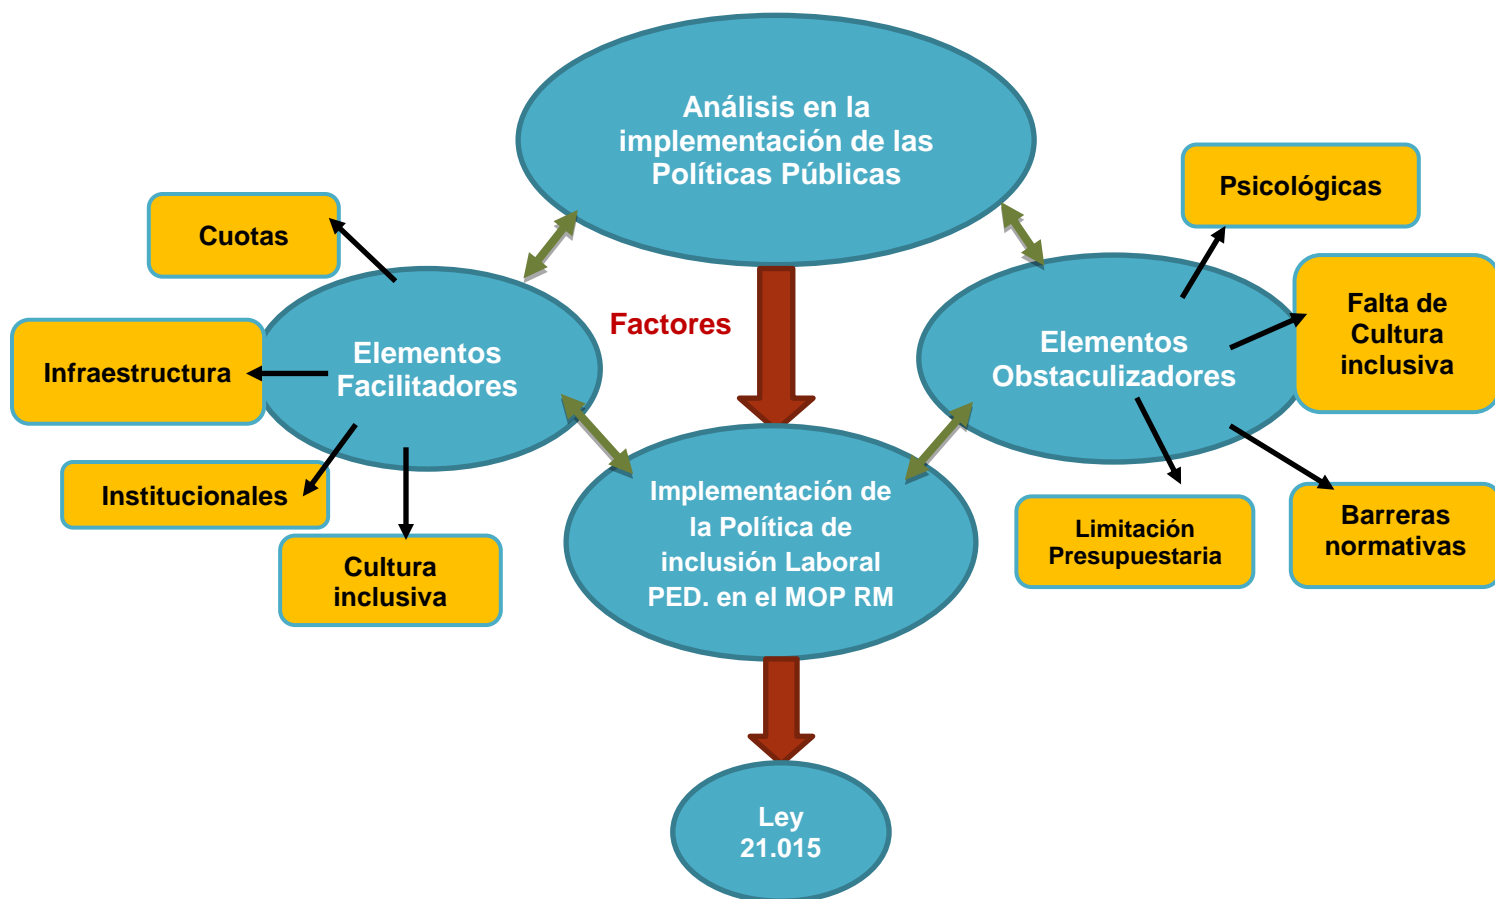 Análisis en la
implementación de las
Políticas Públicas
Psicológicas
Cuotas
Factores
Falta de
Cultura
inclusiva
Elementos
Facilitadores
Elementos
Obstaculizadores
Infraestructura
Institucionales
Implementación de
la Política de
inclusión Laboral
PED. en el MOP RM
Limitación
Presupuestaria
Barreras
normativas
Cultura
inclusiva
Ley
21.015